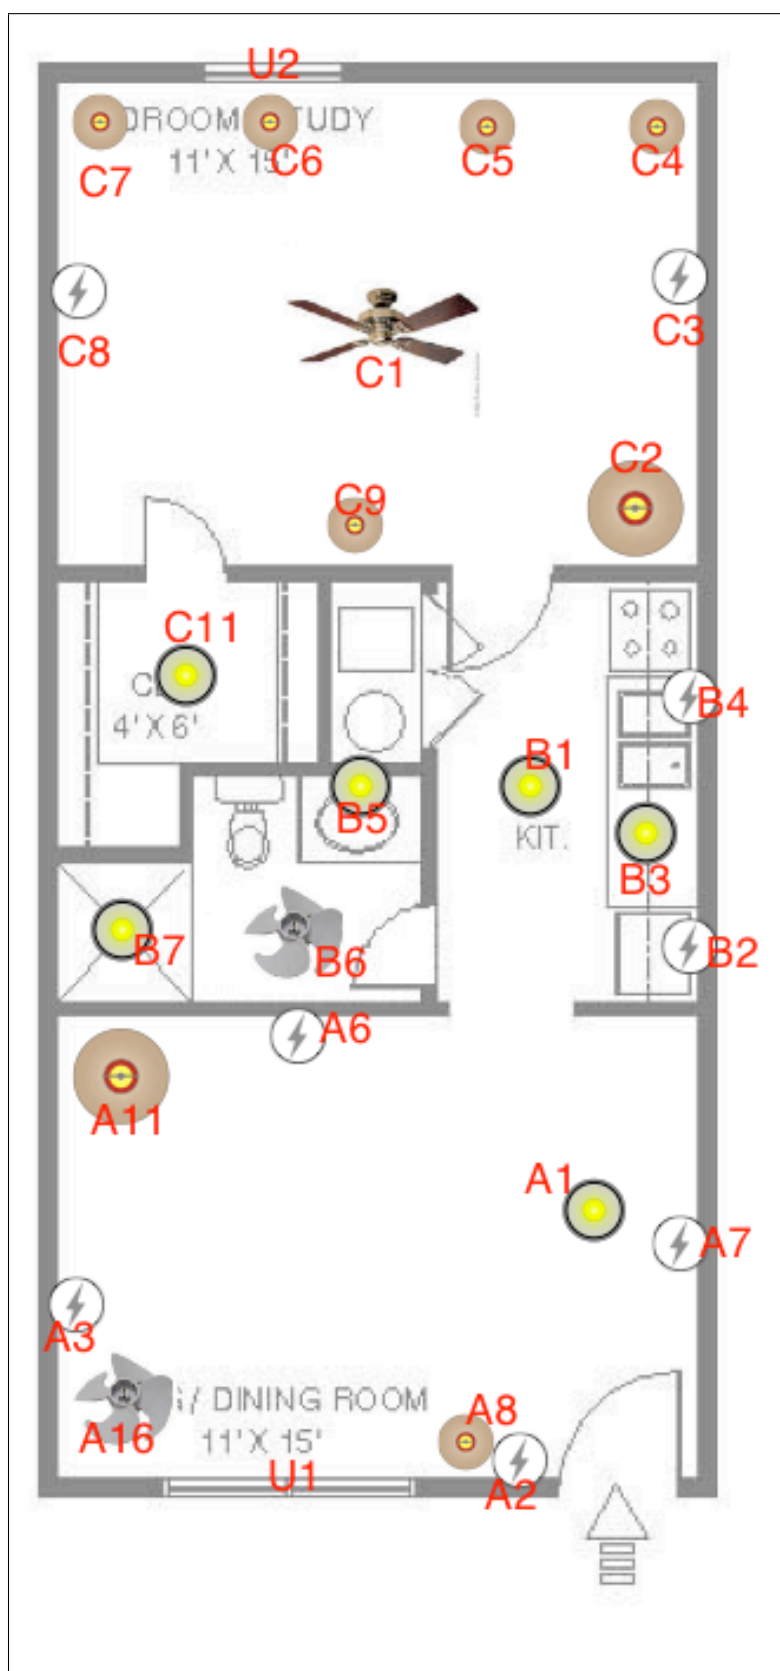 U2
DROOM TUDY
11' X 15'
C7
C6
C5
C4
C8
C1
C3
C9
C2
C11
4' X 6'
B4
B1
B5
KIT.
B3
B7
B6
B2
A6
A11
A1
A7
A3
/ DINING ROOM
A8
A16
11' X 15'
U1
A2